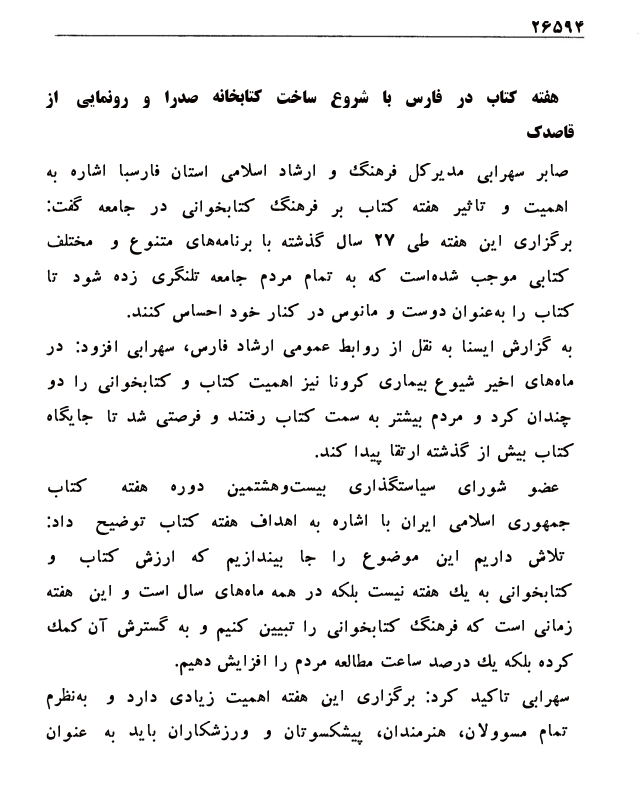 ۲۶۵۹۴
هفته کتاب در فارس با شروع ساخت کتابخانه صدرا و رونمایی از
قاصدک
صابر سهرابی مدیرکل فرهنگ و ارشاد اسلامی استان فارسبا اشاره به
اهمیت و تاثیر هفته کتاب بر فرهنگ کتابخوانی در جامعه گفت:
برگزاری این هفته طی ۲۷ سال گذشته با برنامه‌های متنوع و مختلف
کتابی موجب شده‌است که به تمام مردم جامعه تلنگری زده شود تا
کتاب را به‌عنوان دوست و مانوس در کنار خود احساس کنند.
به گزارش ایسنا به نقل از روابط عمومی ارشاد فارس، سهرابی افزود: در
ماه‌های اخیر شیوع بیماری کرونا نیز اهمیت کتاب و کتابخوانی را دو
چندان کرد و مردم بیشتر به سمت کتاب رفتند و فرصتی شد تا جایگاه
کتاب بیش از گذشته ارتقا پیدا کند.
عضو شورای سیاستگذاری بیست‌وهشتمین دوره هفته کتاب
جمهوری اسلامی ایران با اشاره به اهداف هفته کتاب توضیح داد:
تلاش داریم این موضوع را جا بیندازیم که ارزش کتاب و
کتابخوانی به یك هفته نیست بلکه در همه ماه‌های سال است و این هفته
زمانی است که فرهنگ کتابخوانی را تبیین کنیم و به گسترش آن کمك
کرده بلکه یك درصد ساعت مطالعه مردم را افزایش دهیم.
سهرابی تاکید کرد: برگزاری این هفته اهمیت زیادی دارد و به‌نظرم
تمام مسوولان، هنرمندان، پیشکسوتان و ورزشکاران باید به عنوان